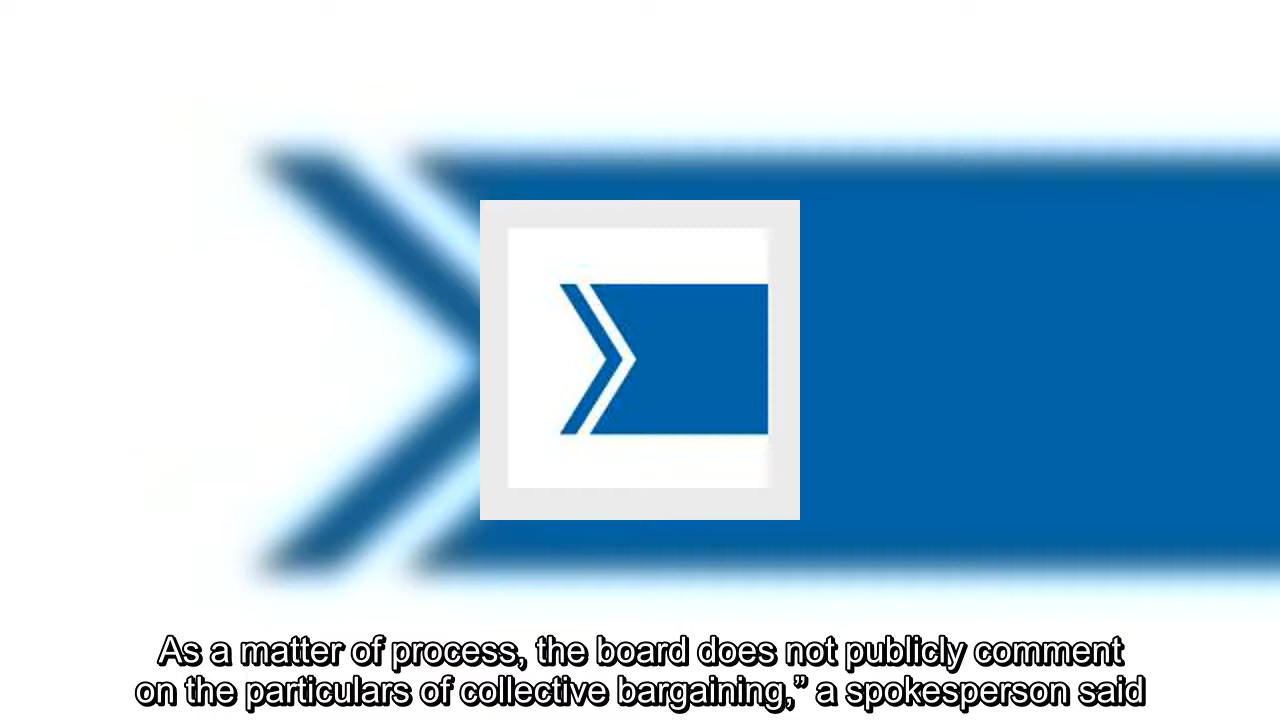 As a matter of process, the board does not publicly comment
on the particulars of collective bargaining,” a spokesperson said